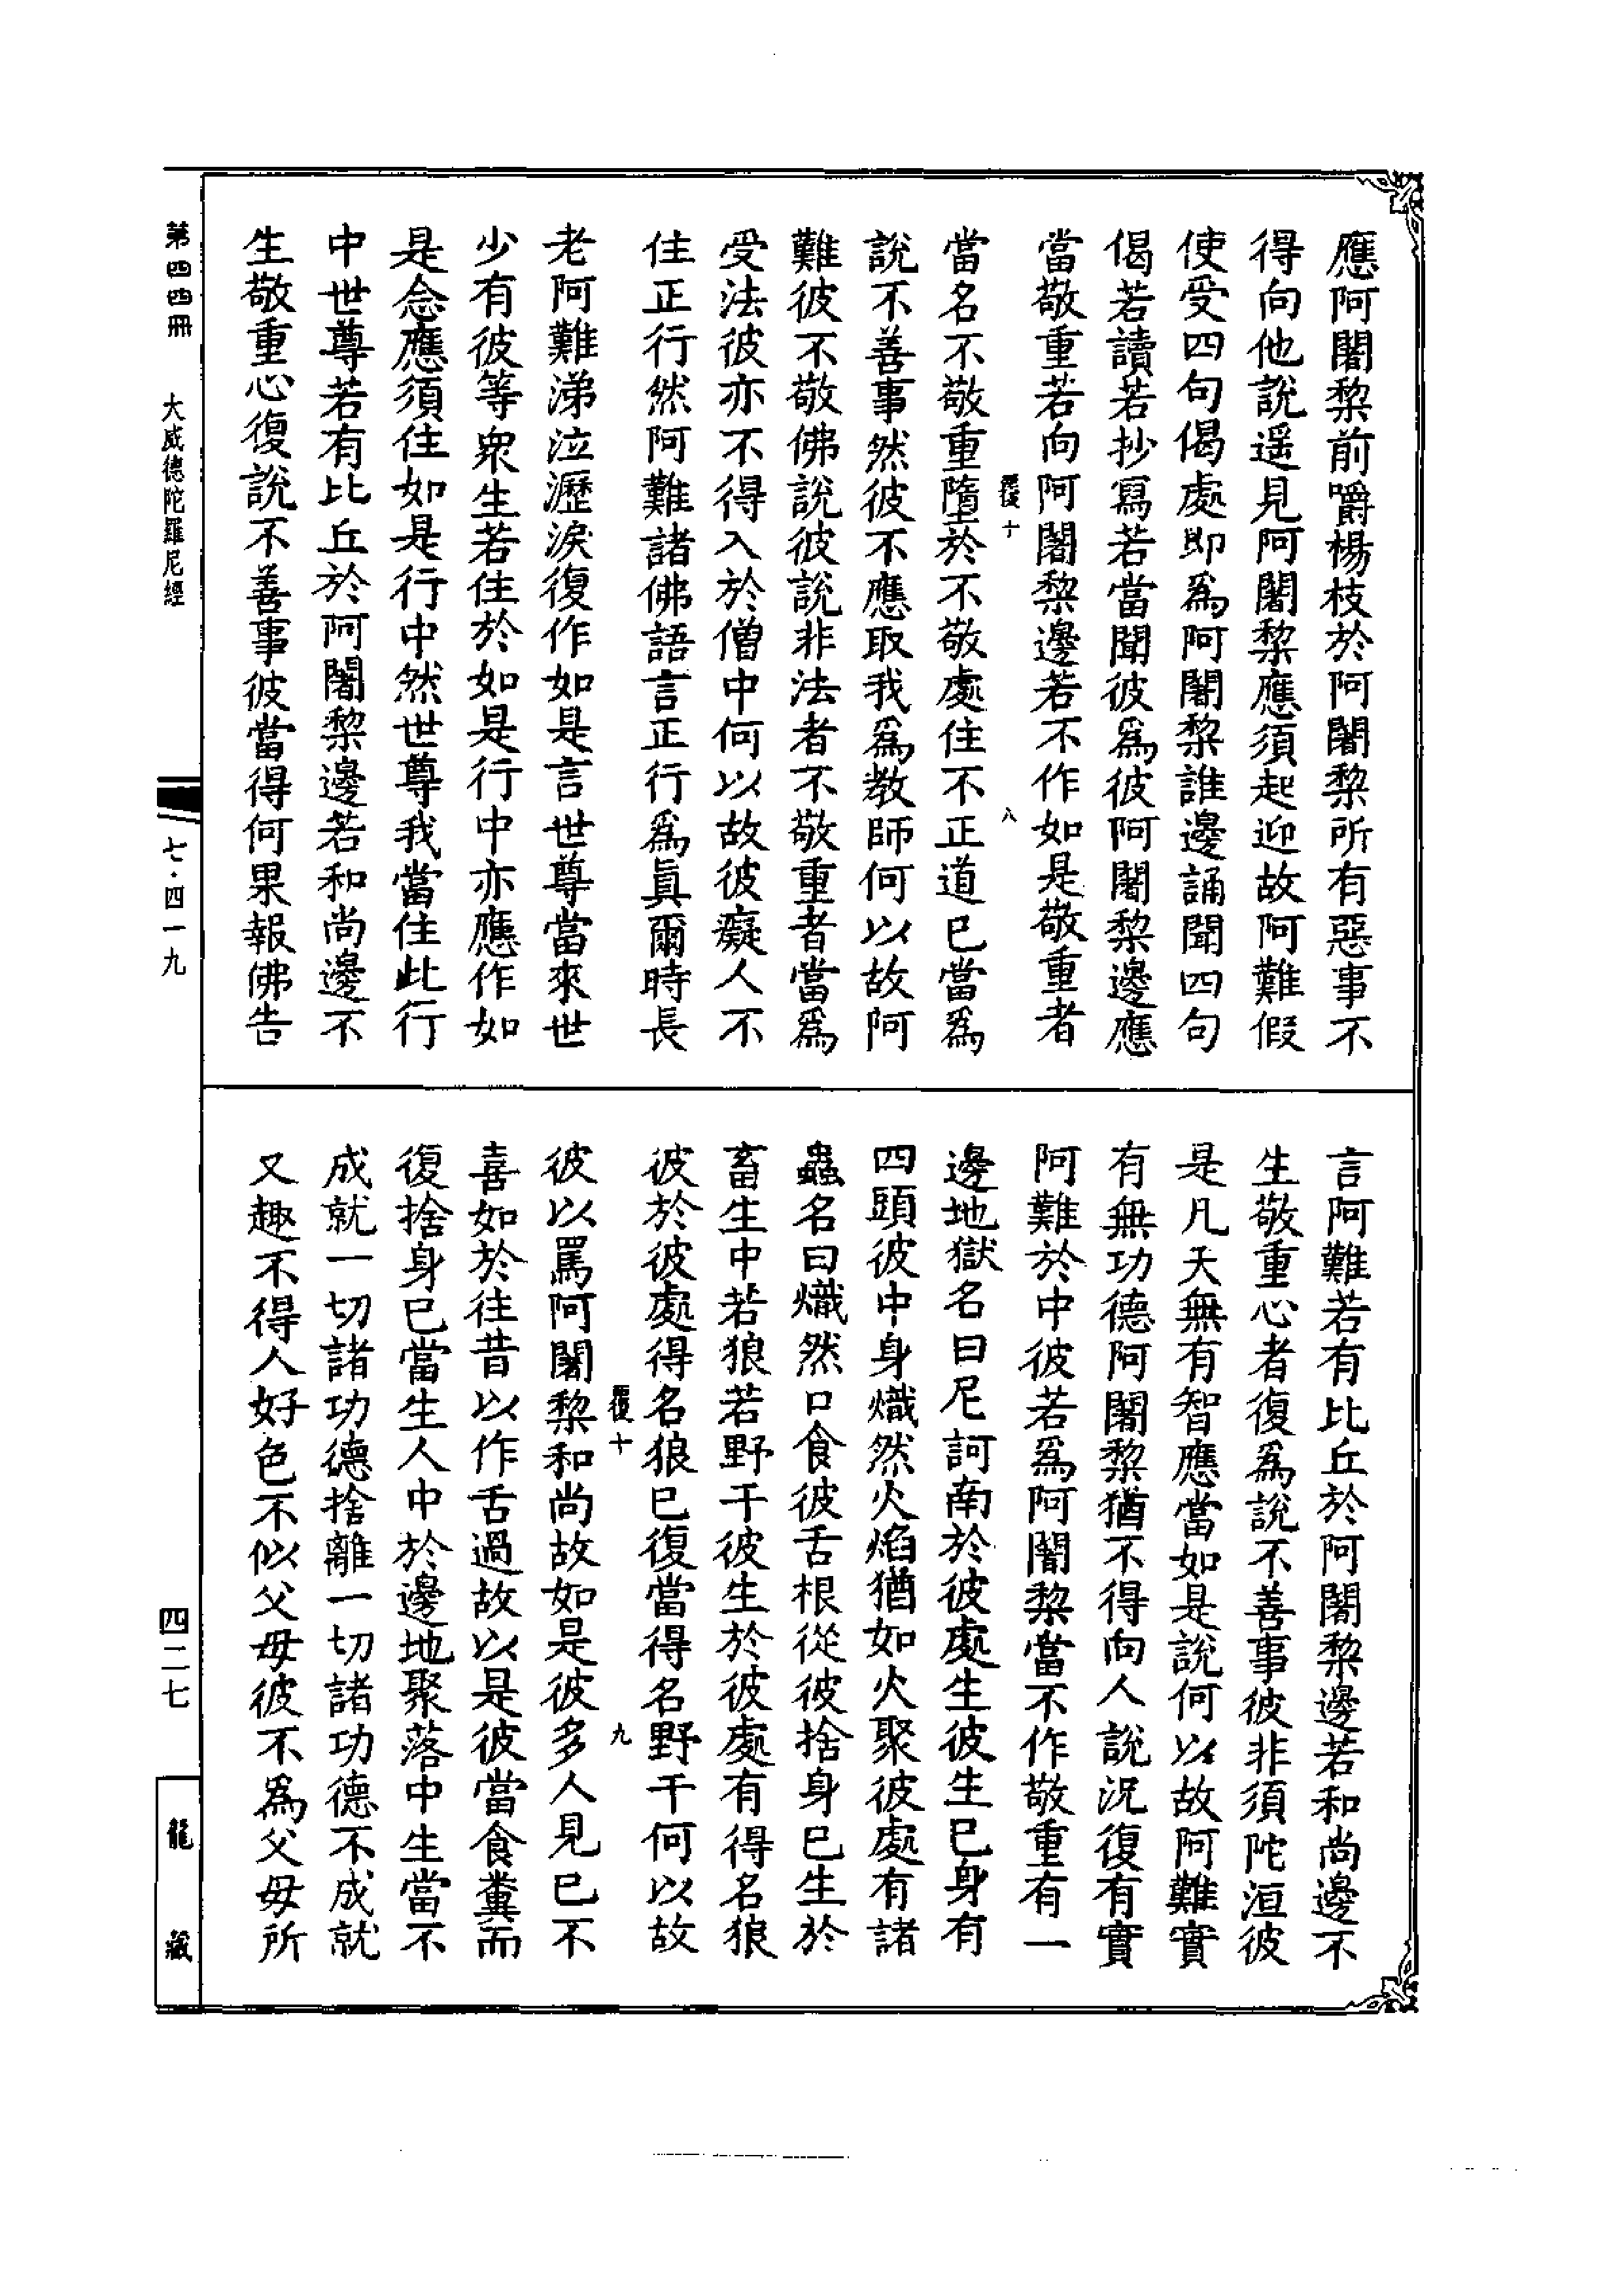 應阿闍黎前嚼楊枝於阿闍黎所有惡事不
得向他說遥見阿闍黎應須起迎故阿難假
使受四句偈處即爲阿闍黎誰邊誦聞四句
偈若讀若抄寫若當聞彼爲彼阿闍黎邊應
當敬重若向阿闍黎邊若不作如是敬重者
當名不敬重墮於不敬處住不正道已當爲
說不善事然彼不應取我爲教師何以故阿
難彼不敬佛說彼說非法者不敬重者當爲
受法彼亦不得入於僧中何以故彼癡人不
住正行然阿難諸佛語言正行爲眞爾時長
老阿難涕泣瀝淚復作如是言世尊當來世
少有彼等衆生若住於如是行中亦應作如
是念應須住如是行中然世尊我當住此行
中世尊若有比丘於阿闍黎邊若和尚邊不
生敬重心復說不善事彼當得何果報佛告
言阿難若有比丘於阿闍黎邊若和尚邊不
生敬重心者復爲說不善事彼非須陀洹彼
是凡夭無有智應當如是說何以故阿難實
有無功德阿闍黎猶不得向人說況復有實
阿難於中彼若爲阿闍黎當不作敬重有一
邊地獄名曰尼訶南於彼處生彼生已身有
四頭彼中身熾然火焰猶如火聚彼處有諸
蟲名曰熾然口食彼舌根從彼捨身已生於
畜生中若狼若野干彼生於彼處有得名狼
彼於彼處得名狼已復當得名野干何以故
彼以罵阿闍黎和尚故如是彼多人見已不
喜如於往昔以作舌過故以是彼當食糞而
復捨身已當生人中於邊地聚落中生當不
成就一切諸功德捨離一切諸功德不成就
又趣不得人好色不似父母彼不爲父母所
覆十
八
覆十
九
第四四冊
大威德陀羅尼經
七·四一九
四二七
龍藏